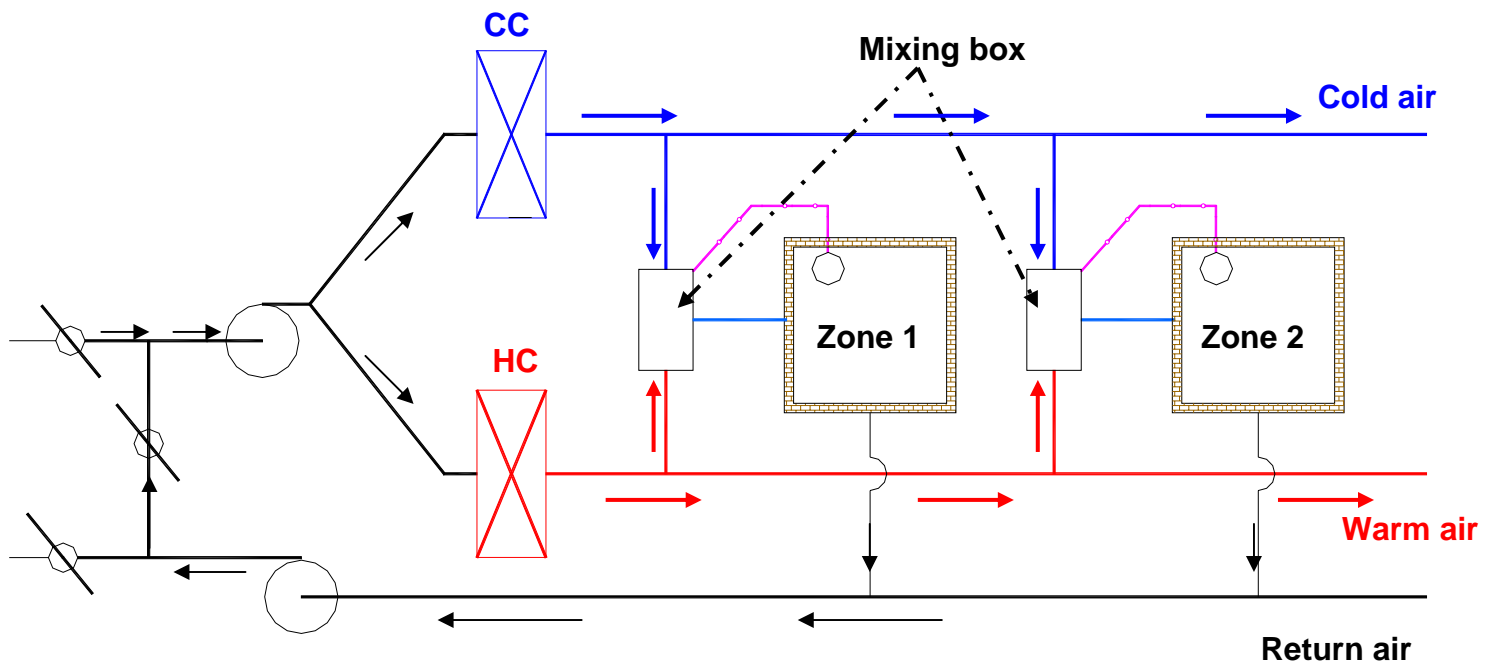 CC
Mixing box
Cold air
Zone 1
Zone 2
HC
Warm air
Return air